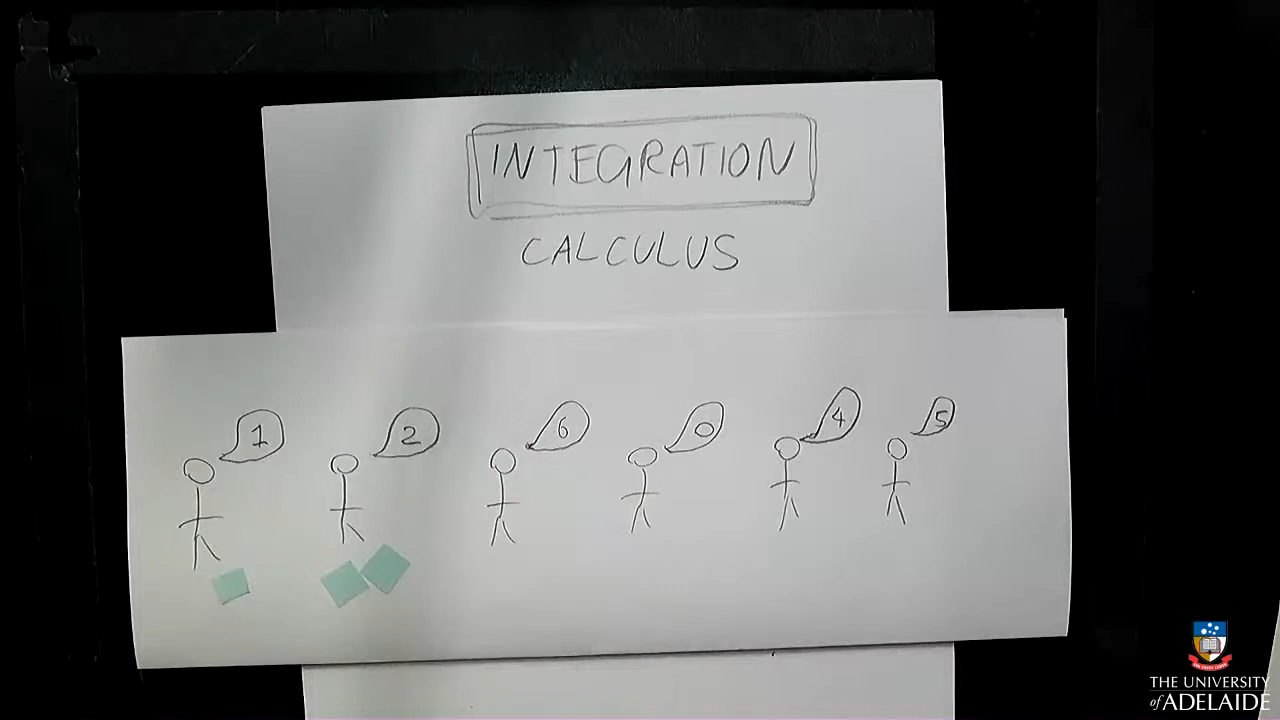 INTEGRATION
CALCULUS
1 2 6 0 4 5
THE UNIVERSITY
of ADELAIDE